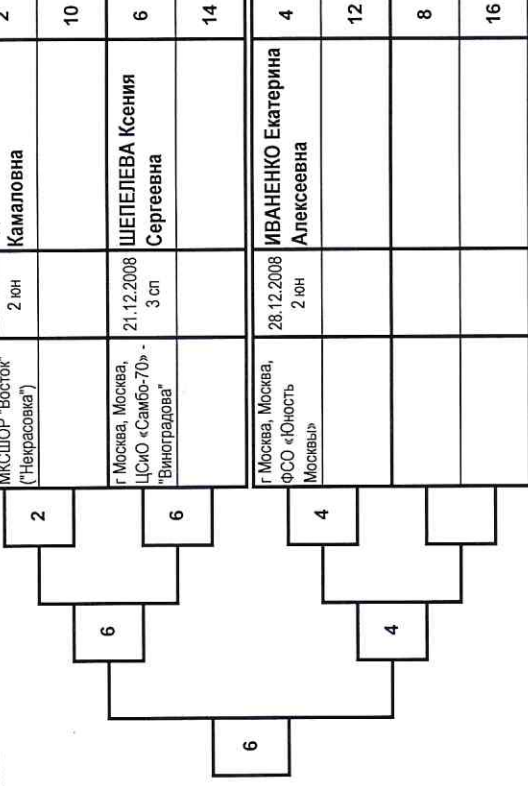 МКСШОР "Восток"
("Некрасовка")
2 юн
Камаловна
2
10
г Москва, Москва,
ЦСиО «Самбо-70» -
"Виноградова"
21.12.2008
3 сп
ШЕПЕЛЕВА Ксения
Сергеевна
6
14
г Москва, Москва,
ФСО «Юность
Москвы»
28.12.2008
2 юн
ИВАНЕНКО Екатерина
Алексеевна
4
12
8
16
2
6
6
4
4
6